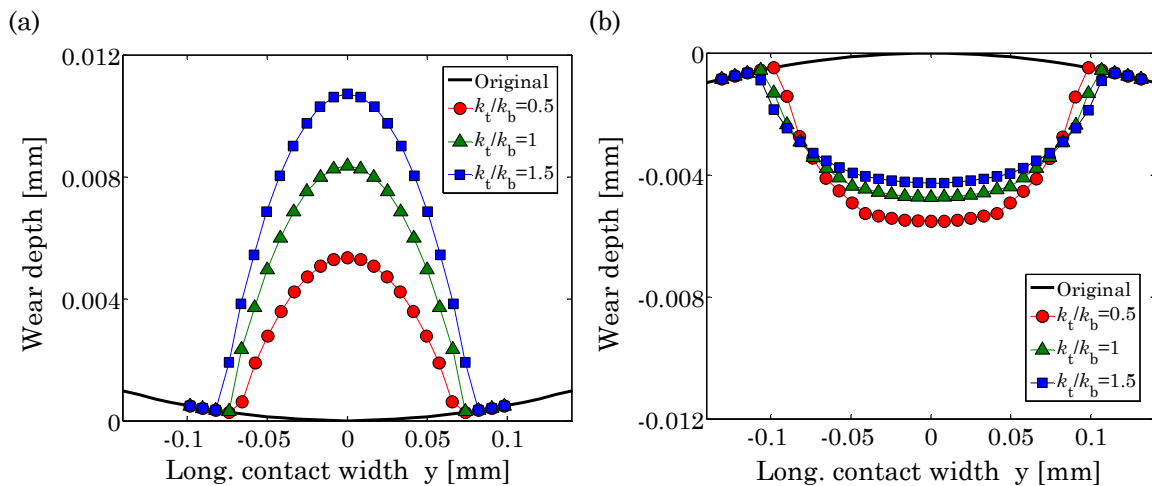 (a)
0.012
0.008
0.004
0
Wear depth [mm]
-0.1
-0.05
0
0.05
0.1
Long. contact width y [mm]
Original
kt/kb=0.5
kt/kb=1
kt/kb=1.5
(b)
0
-0.004
-0.008
-0.012
Wear depth [mm]
-0.1
-0.05
0
0.05
0.1
Long. contact width y [mm]
Original
kt/kb=0.5
kt/kb=1
kt/kb=1.5